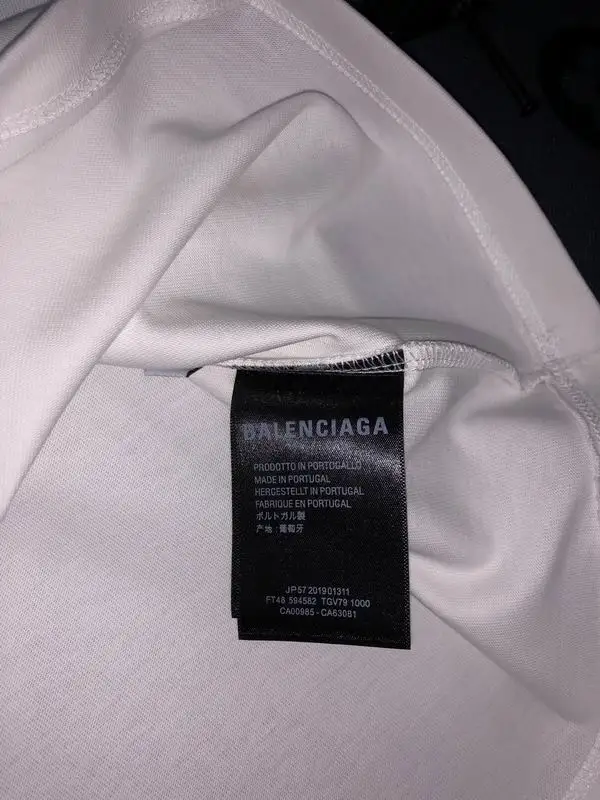 BALENCIAGA
PRODOTTO IN PORTOGALLO
MADE IN PORTUGAL
HERGESTELLT IN PORTUGAL
FABRIQUE EN PORTUGAL
ポルトガル製
产地:葡萄牙
JP57 201901311
FT48 594582 TGV79 1000
CA00985-CA63081